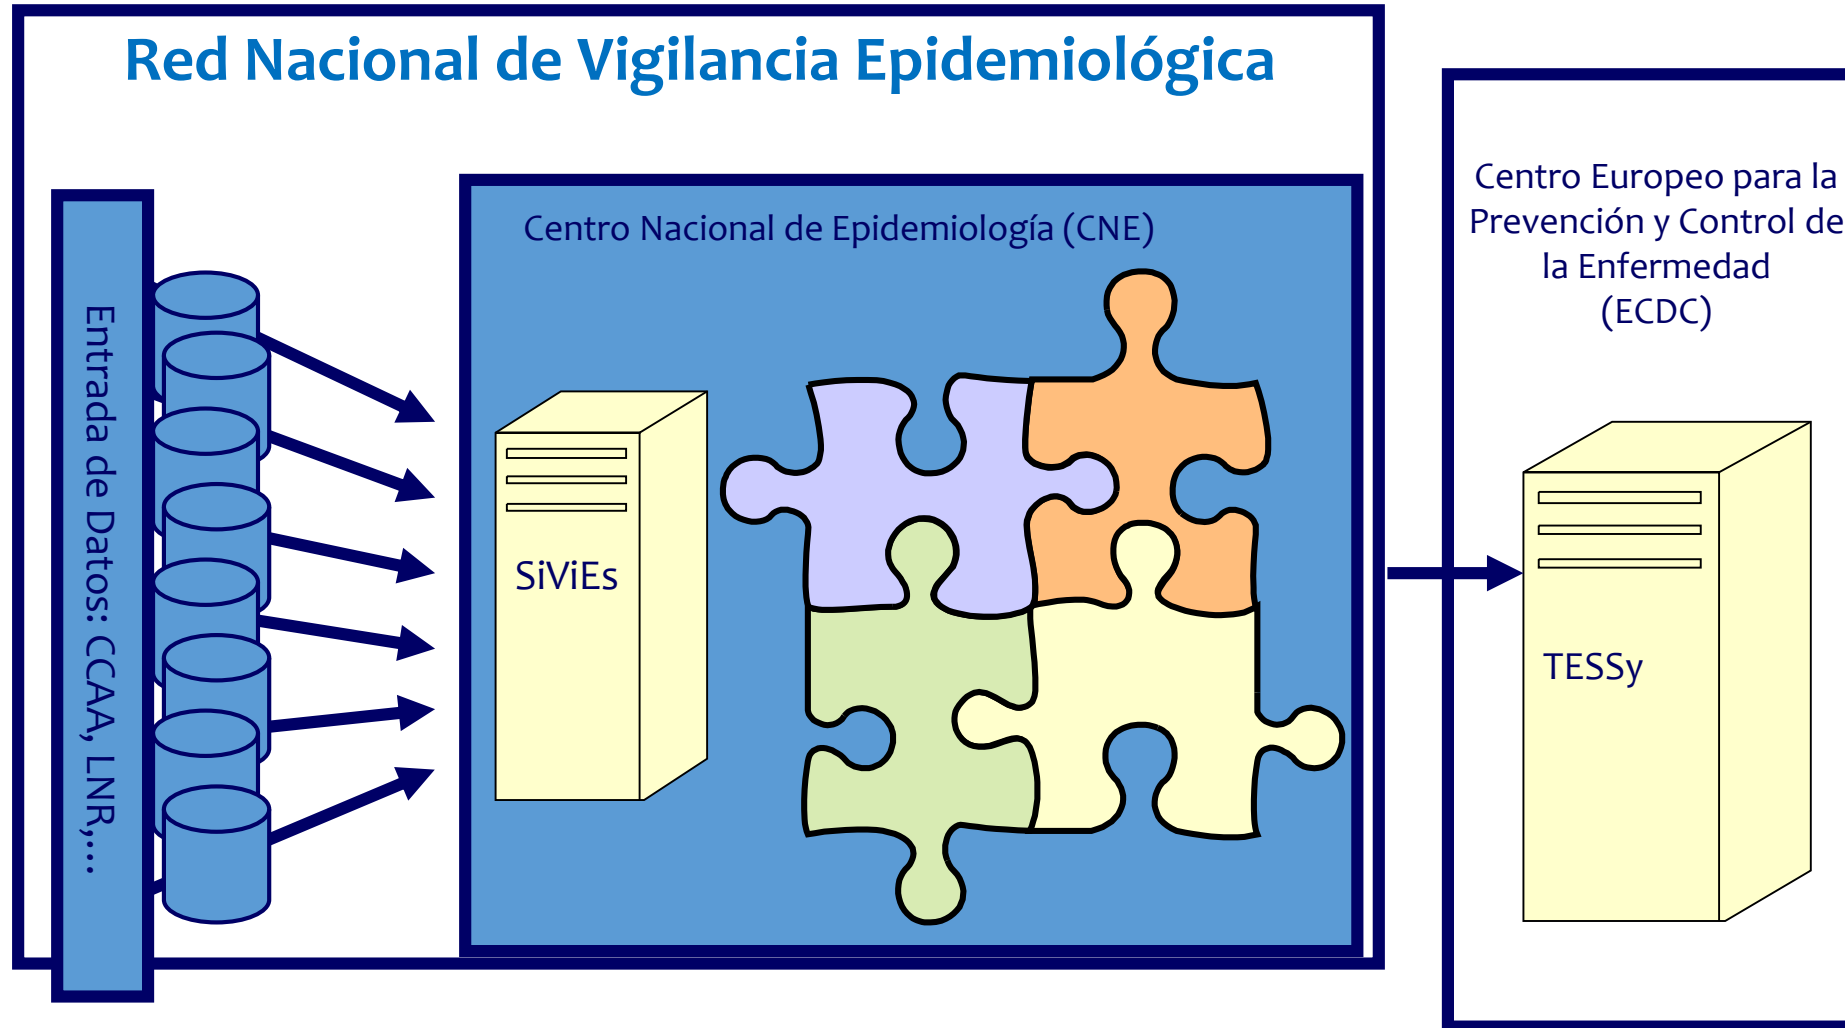 Red Nacional de Vigilancia Epidemiológica
Entrada de Datos: CCAA, LNR,...
Centro Nacional de Epidemiología (CNE)
SiViEs
Centro Europeo para la
Prevención y Control de
la Enfermedad
(ECDC)
TESSy